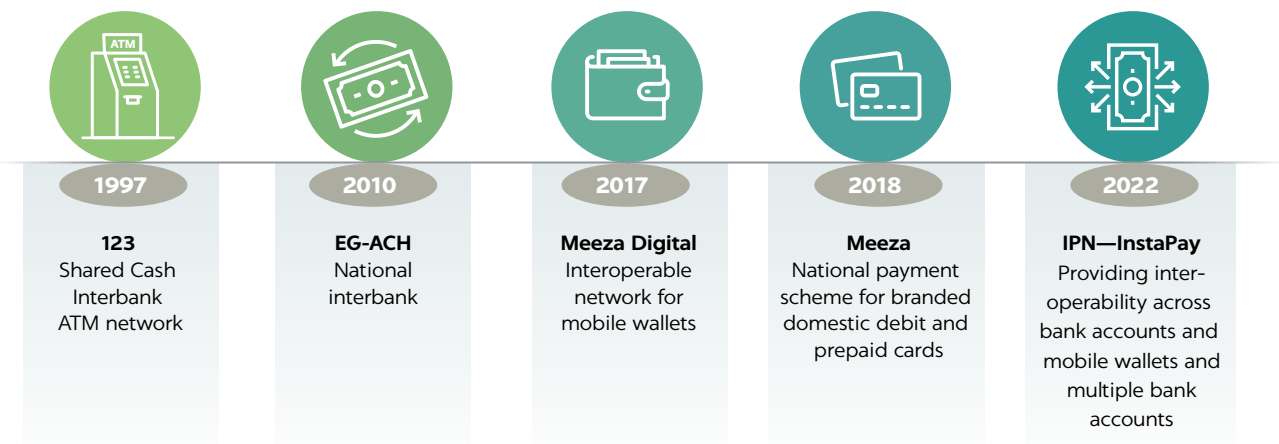 ATM
1997
123
Shared Cash
Interbank
ATM network
2010
EG-ACH
National
interbank
2017
Meeza Digital
Interoperable
network for
mobile wallets
2018
Meeza
National payment
scheme for branded
domestic debit and
prepaid cards
2022
IPN—InstaPay
Providing inter-
operability across
bank accounts and
mobile wallets and
multiple bank
accounts